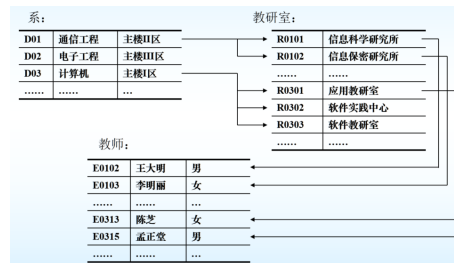 系：
D01 通信工程 主楼II区
D02 电子工程 主楼III区
D03 计算机 主楼I区
…… …… …
教研室：
R0101 信息科学研究所
R0102 信息保密研究所
…… ……
R0301 应用教研室
R0302 软件实践中心
R0303 软件教研室
…… ……
教师：
E0102 王大明 男
E0103 李明丽 女
…… …… …
E0313 陈芝 女
E0315 孟正堂 男
…… …… …